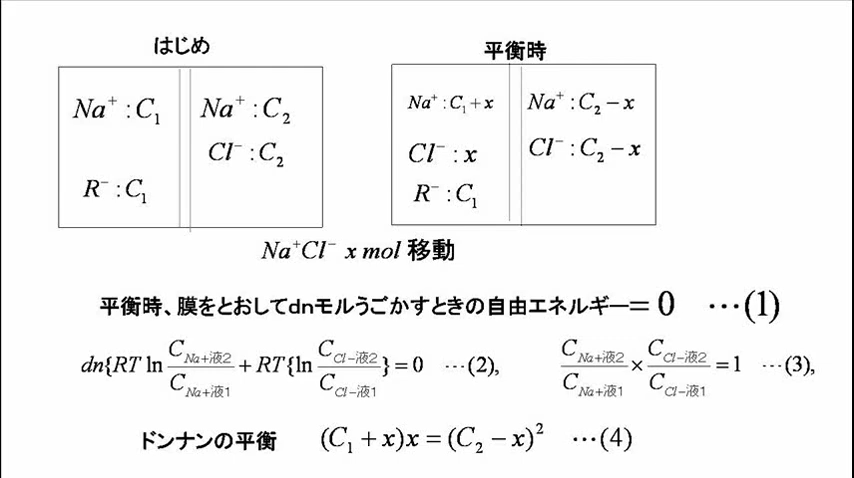 はじめ
平衡時
Na⁺ : C₁ Na⁺ : C₂
Cl⁻ : C₂
R⁻ : C₁
Na⁺ : C₁ + x Na⁺ : C₂ − x
Cl⁻ : x Cl⁻ : C₂ − x
R⁻ : C₁
Na⁺Cl⁻ x mol 移動
平衡時、膜をとおしてdnモルうごかすときの自由エネルギー= 0 …(1)
dn{RT ln C_Na+液2 / C_Na+液1 + RT{ln C_Cl−液2 / C_Cl−液1} = 0 …(2), C_Na+液2 / C_Na+液1 × C_Cl−液2 / C_Cl−液1 = 1 …(3),
ドンナンの平衡 (C₁ + x)x = (C₂ − x)² …(4)